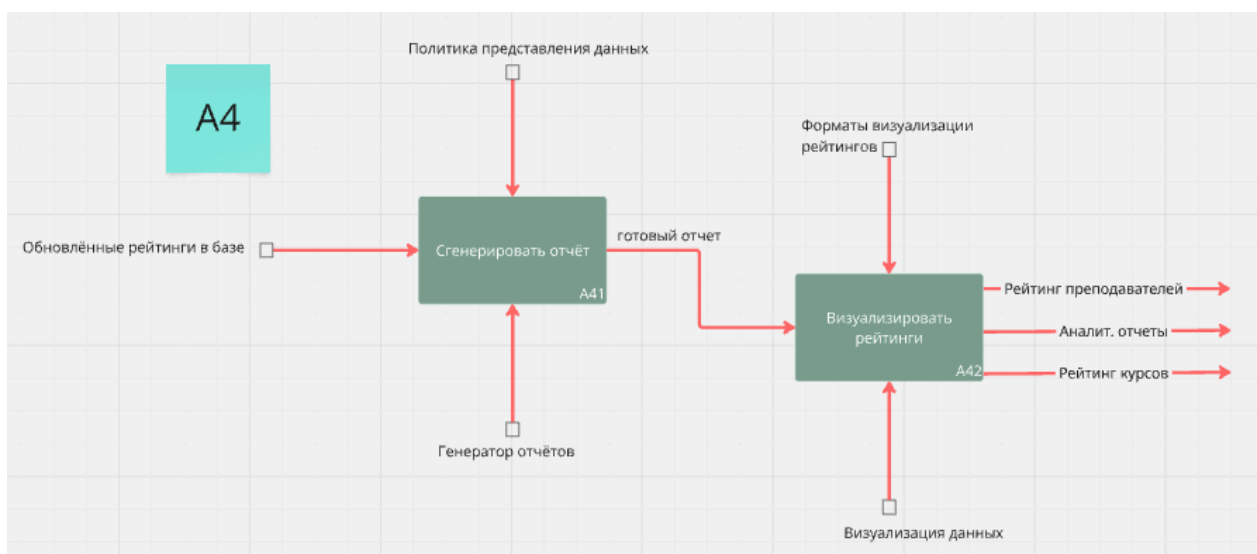 Политика представления данных
A4
Форматы визуализации
рейтингов
Обновлённые рейтинги в базе
Сгенерировать отчёт
A41
готовый отчет
Визуализировать
рейтинги
A42
Рейтинг преподавателей
Аналит. отчеты
Рейтинг курсов
Генератор отчётов
Визуализация данных